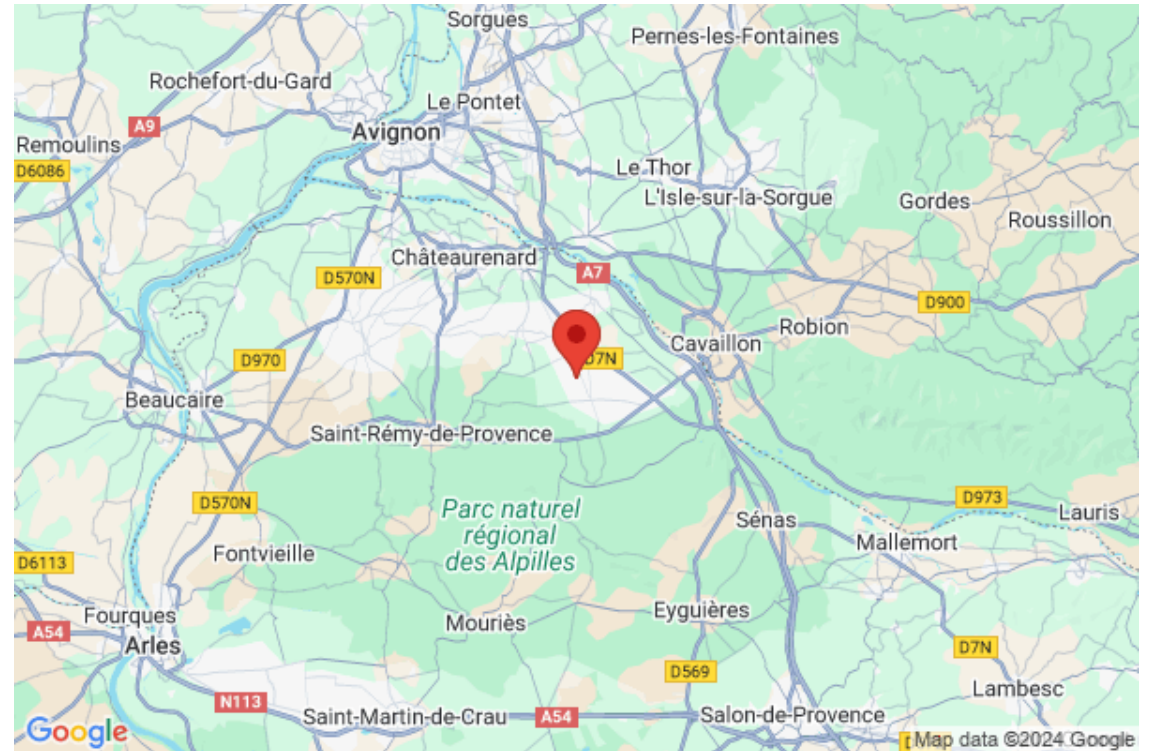 Sorgues
Pernes-les-Fontaines
Rochefort-du-Gard
Le Pontet
A9
Avignon
Remoulins
D6086
Le Thor
L'Isle-sur-la-Sorgue
Gordes
Roussillon
Châteaurenard
A7
D570N
D900
Robion
Cavaillon
D970
D7N
Beaucaire
Saint-Rémy-de-Provence
D570N
Parc naturel
régional
des Alpilles
D973
Lauris
Sénas
Mallemort
Fontvieille
D6113
Fourques
A54
Arles
Mouriès
Eyguières
D7N
D569
Lambesc
N113
Saint-Martin-de-Crau
A54
Salon-de-Provence
Google
Map data ©2024 Google